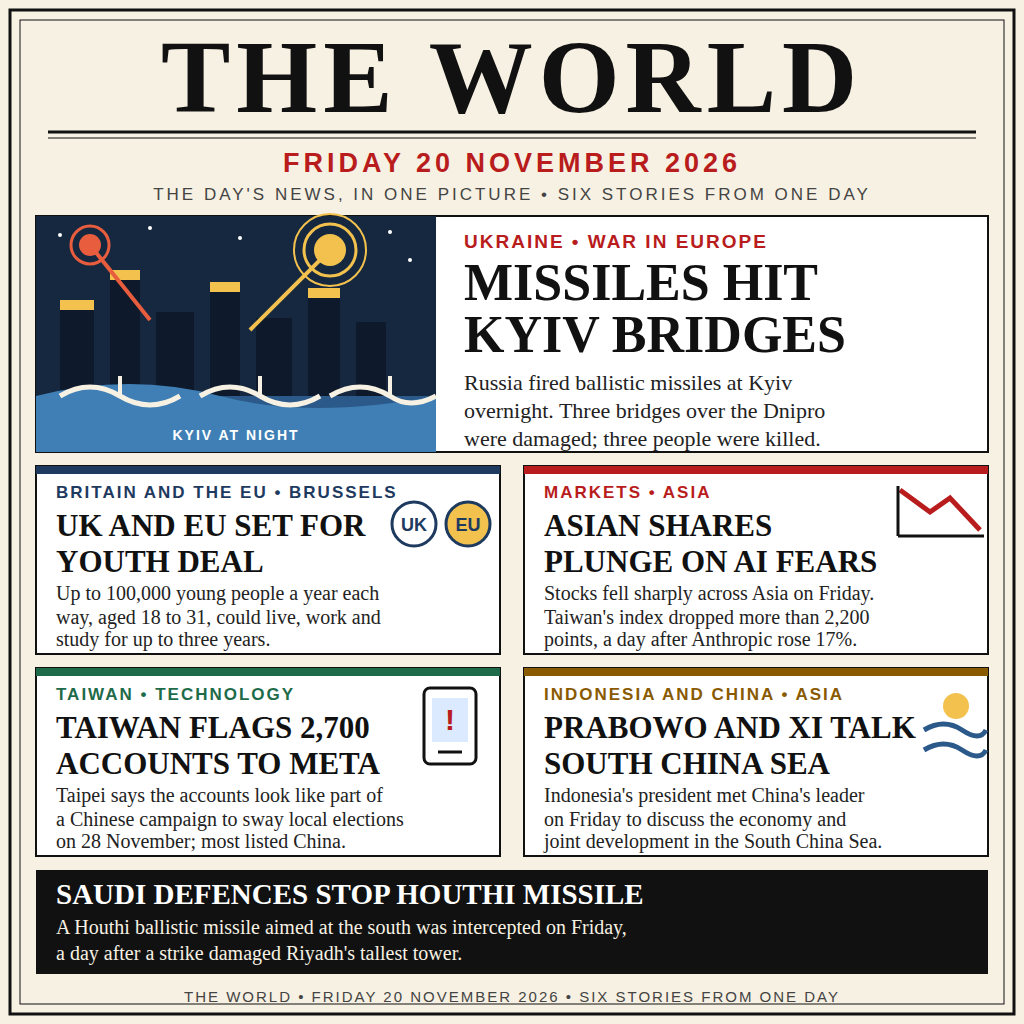 THE WORLD
FRIDAY 20 NOVEMBER 2026
THE DAY'S NEWS, IN ONE PICTURE • SIX STORIES FROM ONE DAY
KYIV AT NIGHT
UKRAINE • WAR IN EUROPE
MISSILES HIT
KYIV BRIDGES
Russia fired ballistic missiles at Kyiv
overnight. Three bridges over the Dnipro
were damaged; three people were killed.
BRITAIN AND THE EU • BRUSSELS
UK AND EU SET FOR
YOUTH DEAL
UK
EU
Up to 100,000 young people a year each
way, aged 18 to 31, could live, work and
study for up to three years.
MARKETS • ASIA
ASIAN SHARES
PLUNGE ON AI FEARS
Stocks fell sharply across Asia on Friday.
Taiwan's index dropped more than 2,200
points, a day after Anthropic rose 17%.
TAIWAN • TECHNOLOGY
TAIWAN FLAGS 2,700
ACCOUNTS TO META
!
Taipei says the accounts look like part of
a Chinese campaign to sway local elections
on 28 November; most listed China.
INDONESIA AND CHINA • ASIA
PRABOWO AND XI TALK
SOUTH CHINA SEA
Indonesia's president met China's leader
on Friday to discuss the economy and
joint development in the South China Sea.
SAUDI DEFENCES STOP HOUTHI MISSILE
A Houthi ballistic missile aimed at the south was intercepted on Friday,
a day after a strike damaged Riyadh's tallest tower.
THE WORLD • FRIDAY 20 NOVEMBER 2026 • SIX STORIES FROM ONE DAY